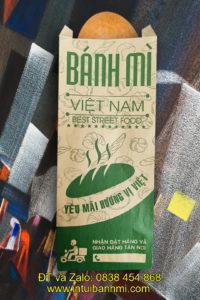 BÁNH MÌ
VIỆT NAM
BEST STREET FOOD
YÊU MÃI HƯƠNG VỊ VIỆT
NHẬN ĐẶT HÀNG VÀ
GIAO HÀNG TẬN NƠI
ĐT và Zalo: 0838 454 868
www.intuibanhmi.com